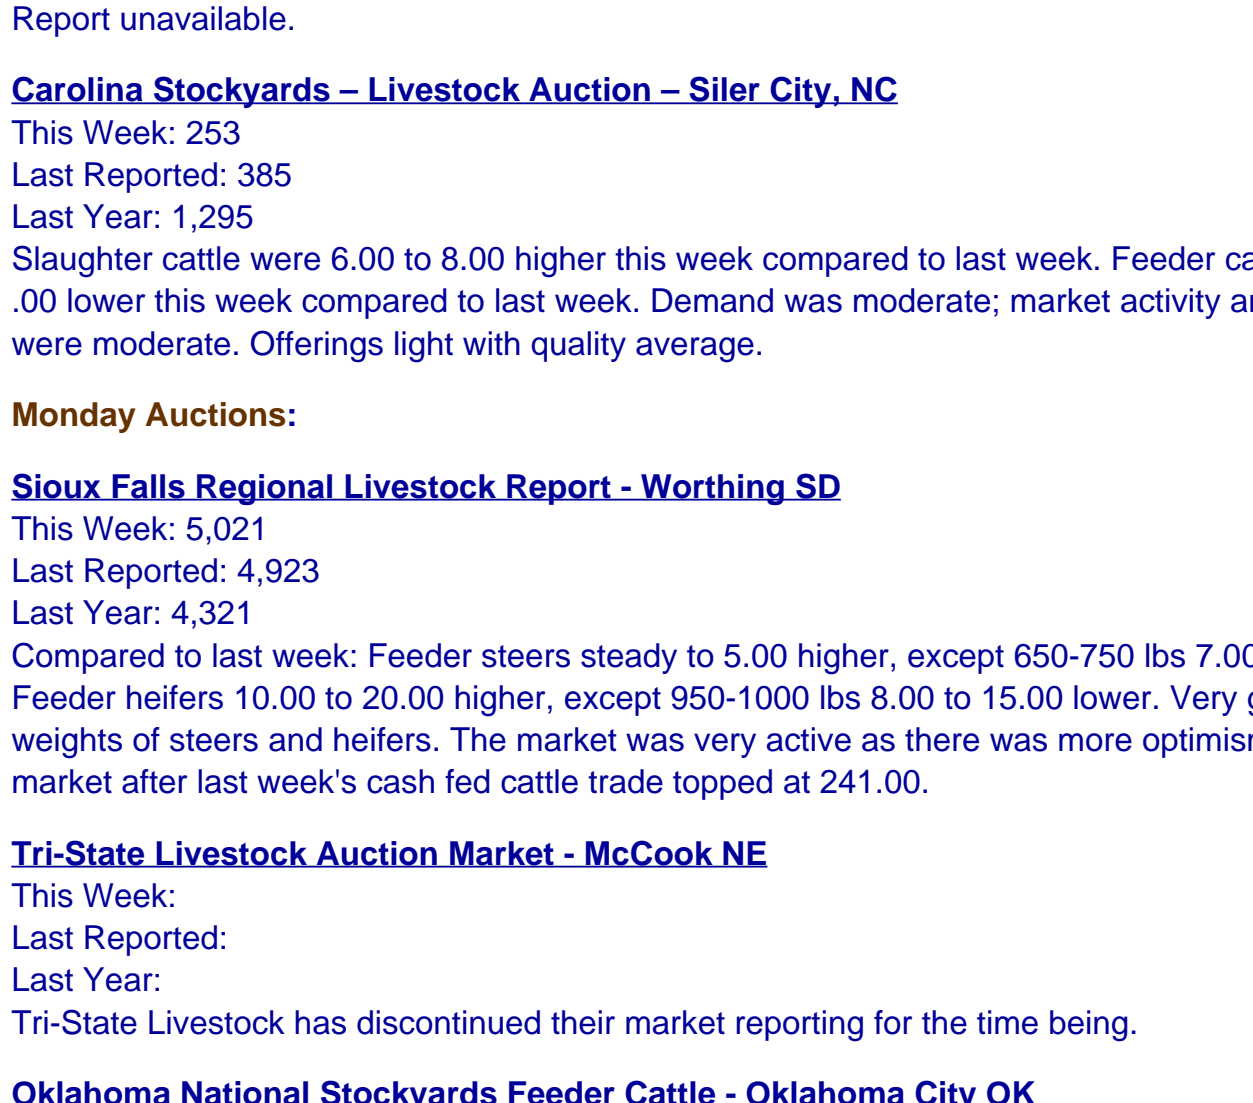 Report unavailable.
Carolina Stockyards – Livestock Auction – Siler City, NC
This Week: 253
Last Reported: 385
Last Year: 1,295
Slaughter cattle were 6.00 to 8.00 higher this week compared to last week. Feeder
.00 lower this week compared to last week. Demand was moderate; market activity
were moderate. Offerings light with quality average.
Monday Auctions:
Sioux Falls Regional Livestock Report - Worthing SD
This Week: 5,021
Last Reported: 4,923
Last Year: 4,321
Compared to last week: Feeder steers steady to 5.00 higher, except 650-750 lbs 7.00
Feeder heifers 10.00 to 20.00 higher, except 950-1000 lbs 8.00 to 15.00 lower. Very
weights of steers and heifers. The market was very active as there was more
market after last week's cash fed cattle trade topped at 241.00.
Tri-State Livestock Auction Market - McCook NE
This Week:
Last Reported:
Last Year:
Tri-State Livestock has discontinued their market reporting for the time being.
Oklahoma National Stockyards Feeder Cattle - Oklahoma City OK